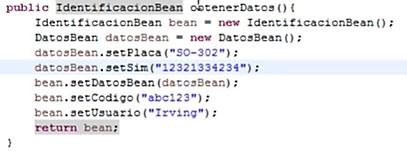 public IdentificacionBean obtenerDatos(){
IdentificacionBean bean = new IdentificacionBean();
DatosBean datosBean = new DatosBean();
datosBean.setPlaca("SO-302");
datosBean.setSim("12321334234");
bean.setDatosBean(datosBean);
bean.setCodigo("abc123");
bean.setUsuario("Irving");
return bean;
}